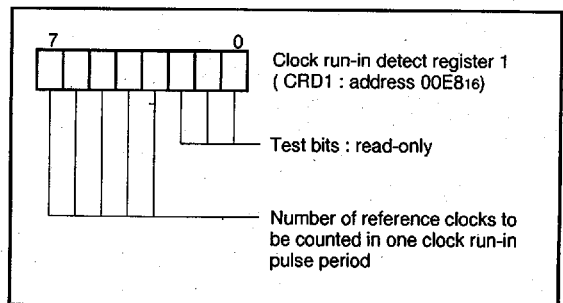 7 0
Clock run-in detect register 1
( CRD1 : address 00E816)
Test bits : read-only
Number of reference clocks to
be counted in one clock run-in
pulse period